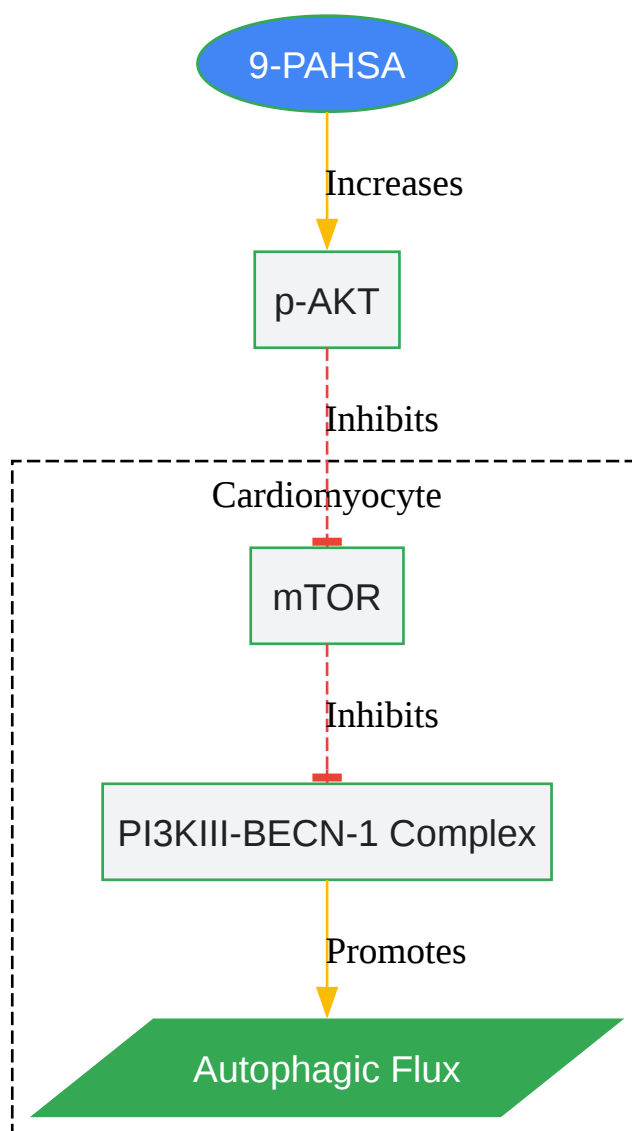 9-PAHSA
Increases
p-AKT
Inhibits
Cardiomyocyte
mTOR
Inhibits
PI3KIII-BECN-1 Complex
Promotes
Autophagic Flux